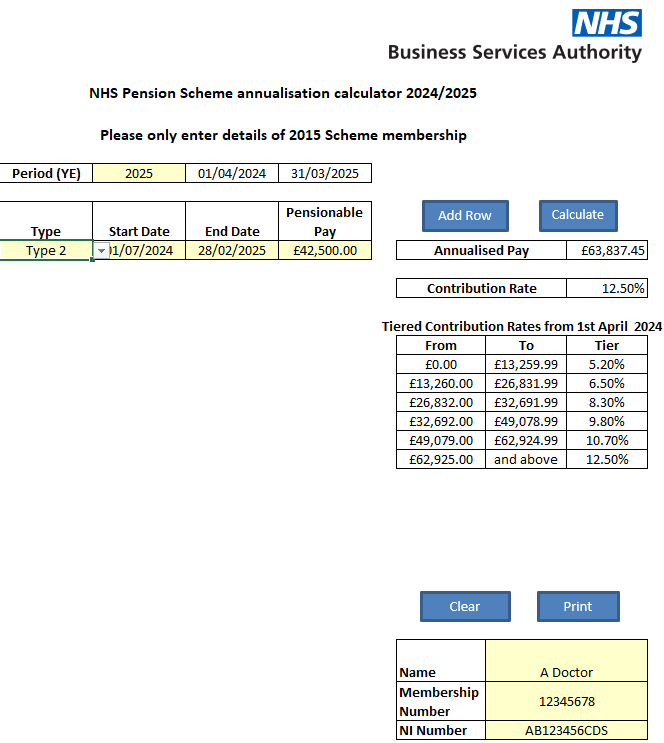 NHS
Business Services Authority
NHS Pension Scheme annualisation calculator 2024/2025
Please only enter details of 2015 Scheme membership
Period (YE) 2025 01/04/2024 31/03/2025
Type Start Date End Date Pensionable Pay
Type 2 01/07/2024 28/02/2025 £42,500.00
Add Row Calculate
Annualised Pay £63,837.45
Contribution Rate 12.50%
Tiered Contribution Rates from 1st April 2024
From To Tier
£0.00 £13,259.99 5.20%
£13,260.00 £26,831.99 6.50%
£26,832.00 £32,691.99 8.30%
£32,692.00 £49,078.99 9.80%
£49,079.00 £62,924.99 10.70%
£62,925.00 and above 12.50%
Clear Print
Name A Doctor
Membership Number 12345678
NI Number AB123456CDS